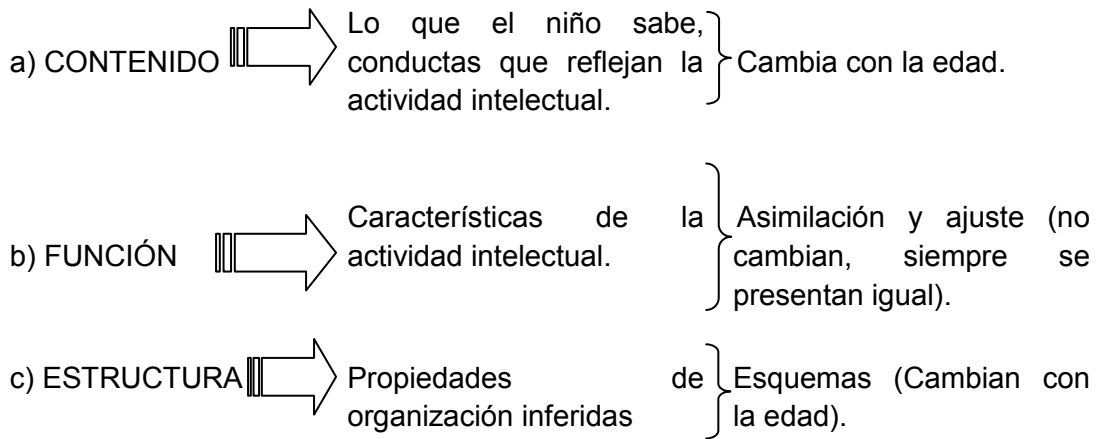 a) CONTENIDO
Lo que el niño sabe,
conductas que reflejan la
actividad intelectual.
Cambia con la edad.
b) FUNCIÓN
Características de la
actividad intelectual.
Asimilación y ajuste (no
cambian, siempre se
presentan igual).
c) ESTRUCTURA
Propiedades de
organización inferidas
Esquemas (Cambian con
la edad).